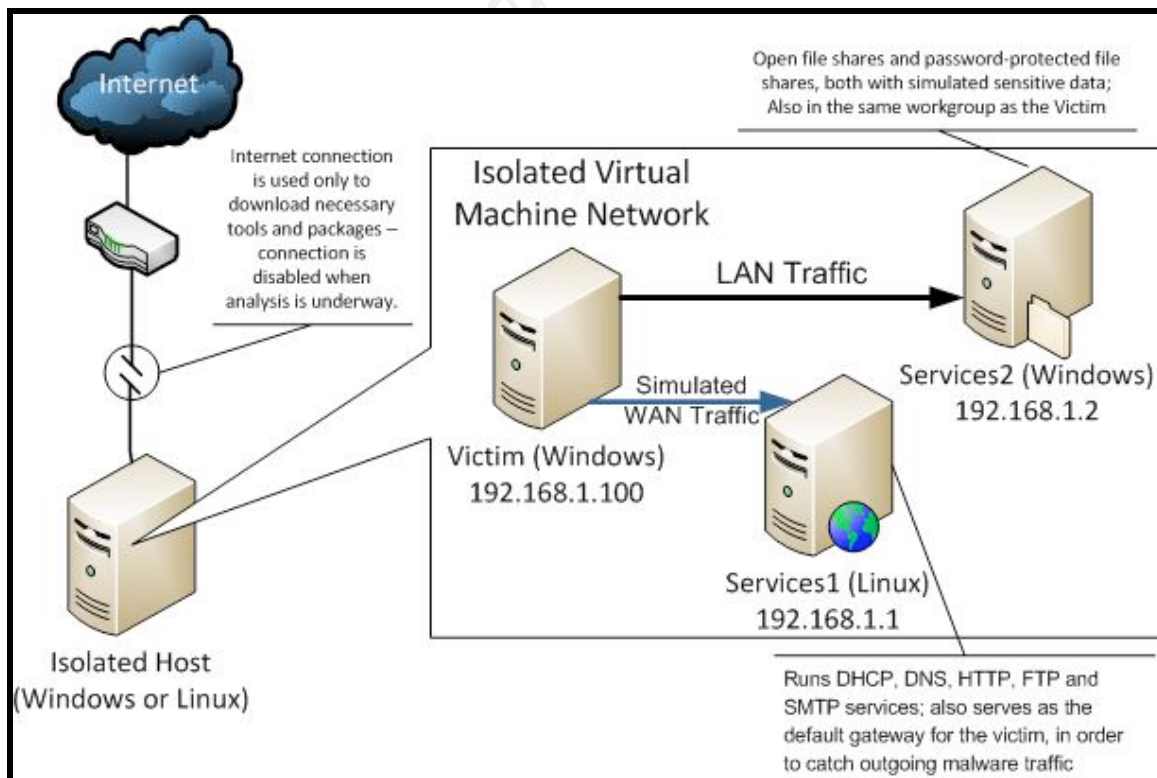 Internet
Internet connection
is used only to
download necessary
tools and packages –
connection is
disabled when
analysis is underway.
Open file shares and password-protected file
shares, both with simulated sensitive data;
Also in the same workgroup as the Victim
Isolated Virtual
Machine Network
LAN Traffic
Services2 (Windows)
192.168.1.2
Simulated
WAN Traffic
Victim (Windows)
192.168.1.100
Services1 (Linux)
192.168.1.1
Isolated Host
(Windows or Linux)
Runs DHCP, DNS, HTTP, FTP and
SMTP services; also serves as the
default gateway for the victim, in order
to catch outgoing malware traffic